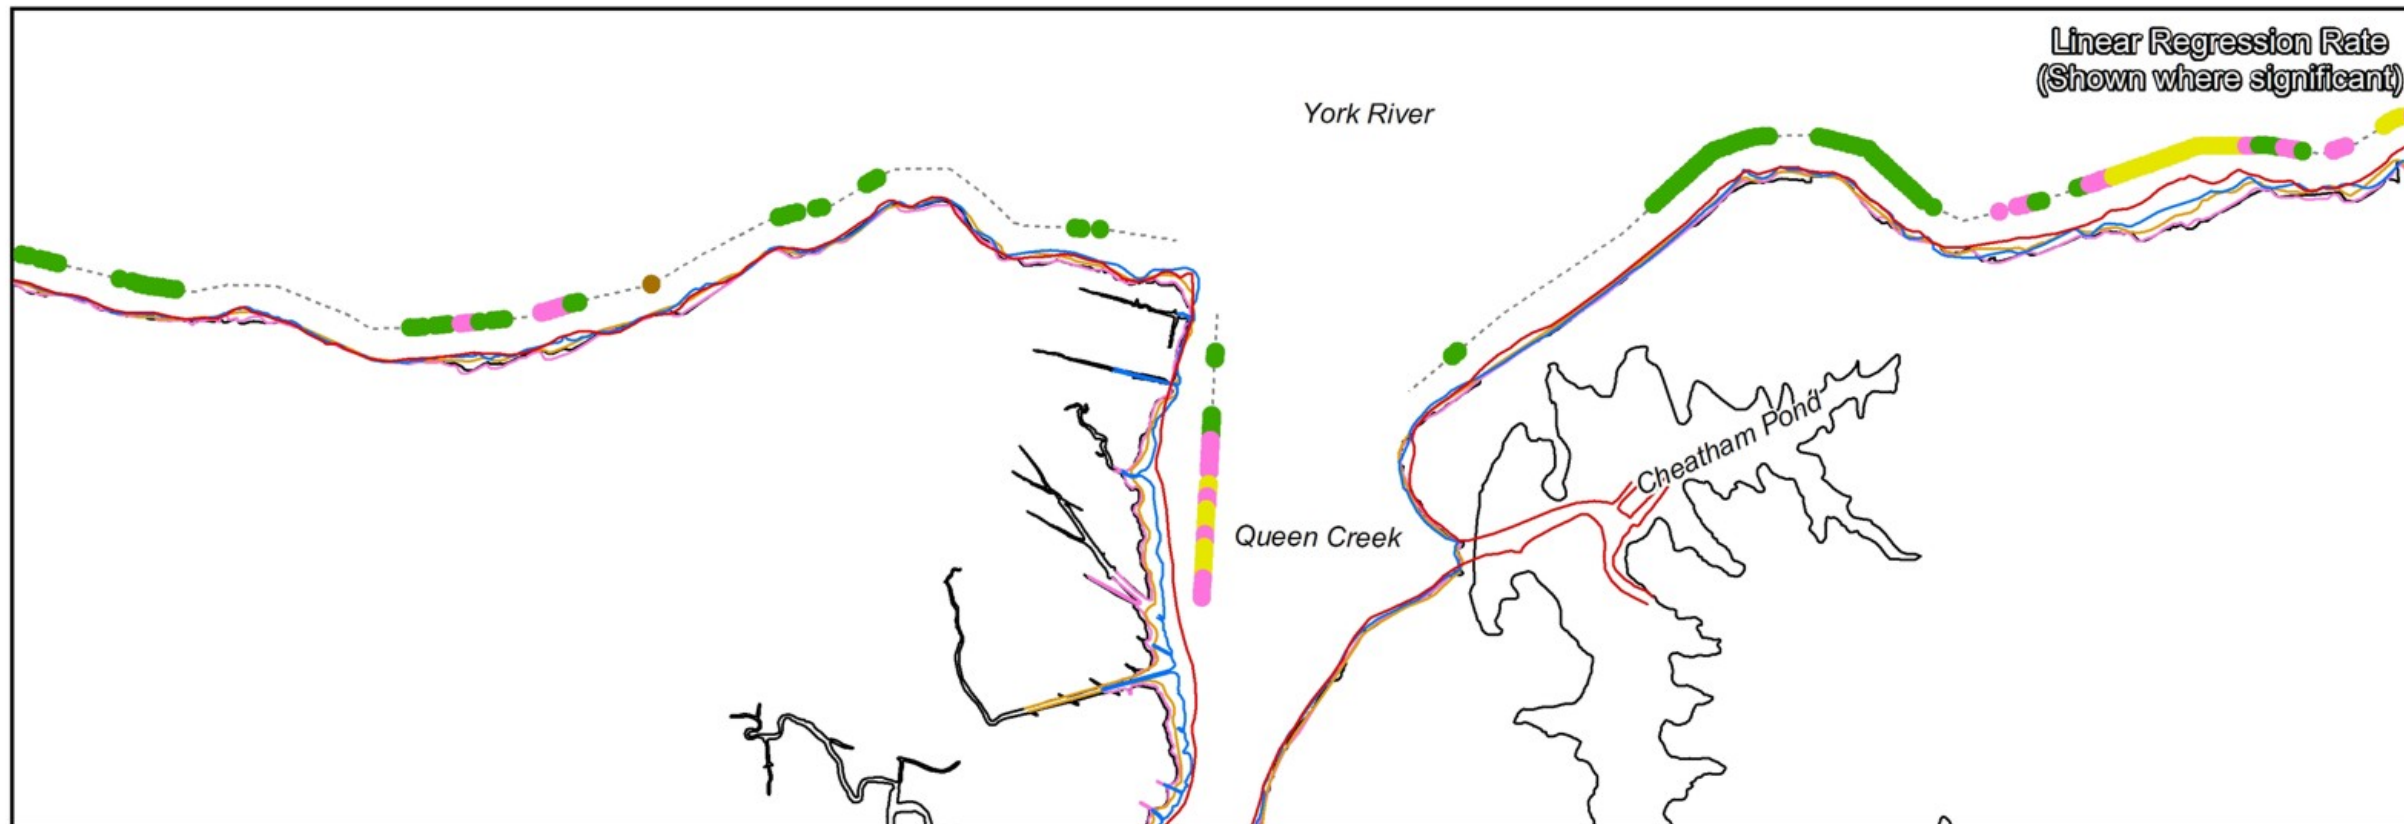 Linear Regression Rate
(Shown where significant)
York River
Cheatham Pond
Queen Creek